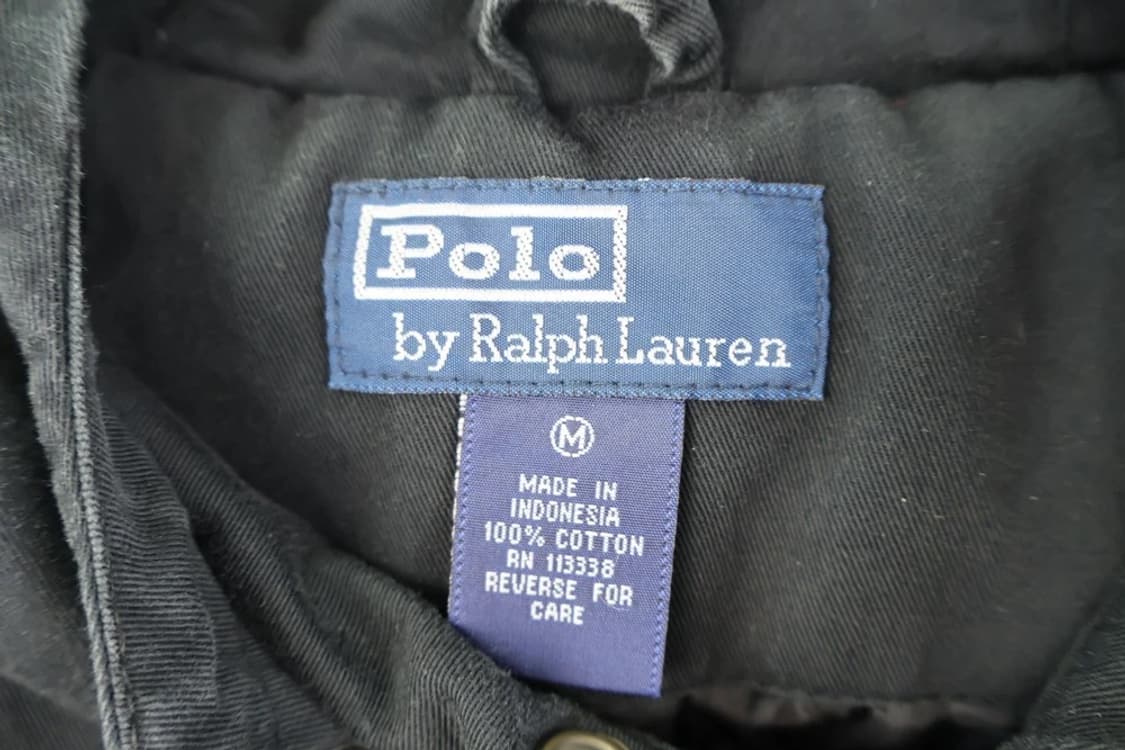 Polo
by Ralph Lauren
M
MADE IN
INDONESIA
100% COTTON
RN 113338
REVERSE FOR
CARE